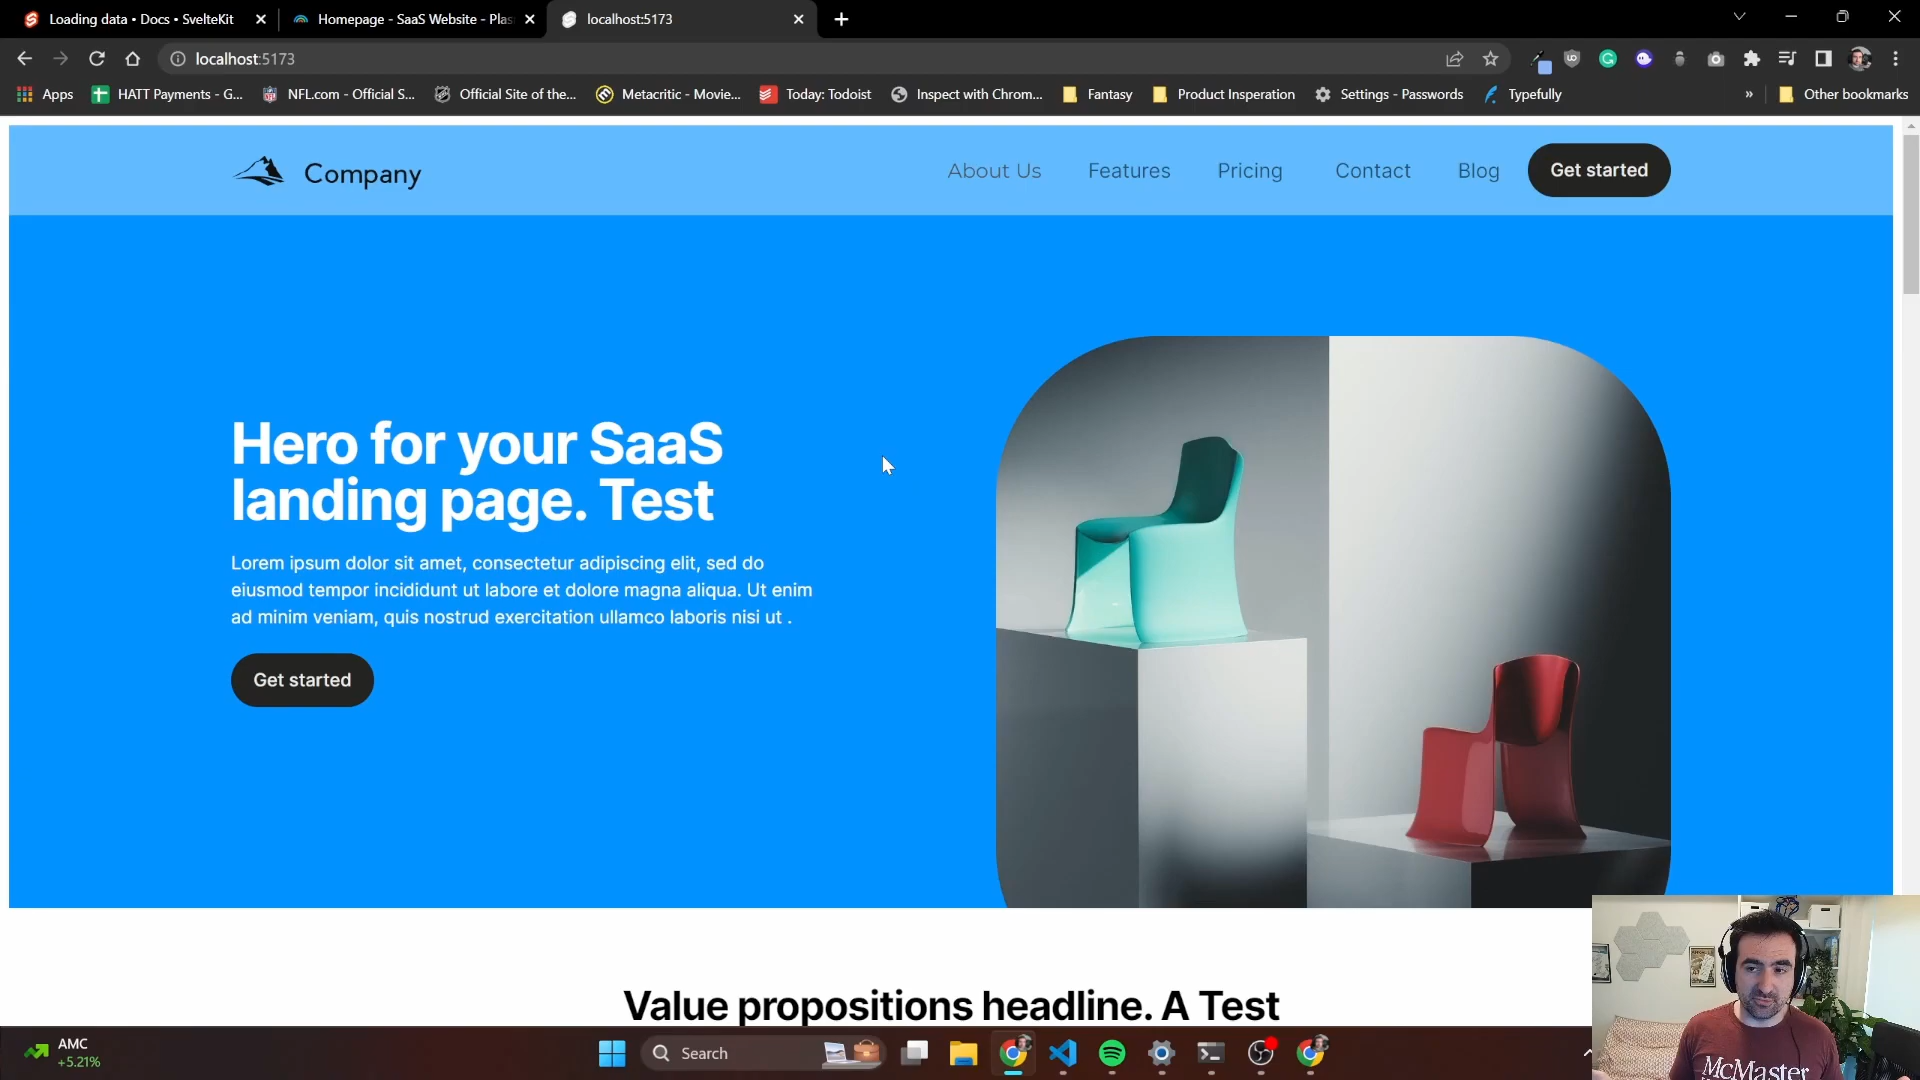 Loading data • Docs • SvelteKit
Homepage - SaaS Website - Plas
localhost:5173
localhost:5173
Apps
HATT Payments - G...
NFL.com - Official S...
Official Site of the...
Metacritic - Movie...
Today: Todoist
Inspect with Chrom...
Fantasy
Product Insperation
Settings - Passwords
Typefully
»
Other bookmarks
Company
About Us
Features
Pricing
Contact
Blog
Get started
Hero for your SaaS
landing page. Test
Lorem ipsum dolor sit amet, consectetur adipiscing elit, sed do
eiusmod tempor incididunt ut labore et dolore magna aliqua. Ut enim
ad minim veniam, quis nostrud exercitation ullamco laboris nisi ut .
Get started
Value propositions headline. A Test
AMC
+5.21%
Search
McMaster